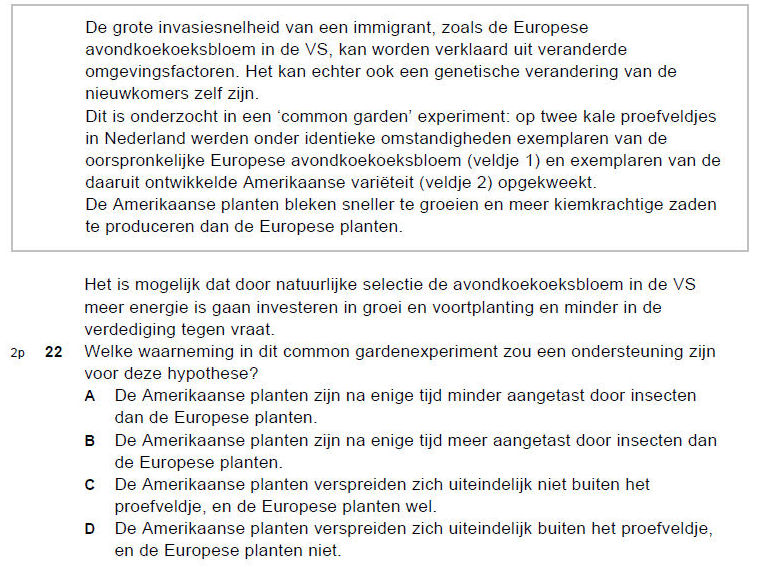 De grote invasiesnelheid van een immigrant, zoals de Europese
avondkoekoeksbloem in de VS, kan worden verklaard uit veranderde
omgevingsfactoren. Het kan echter ook een genetische verandering van de
nieuwkomers zelf zijn.
Dit is onderzocht in een ‘common garden’ experiment: op twee kale proefveldjes
in Nederland werden onder identieke omstandigheden exemplaren van de
oorspronkelijke Europese avondkoekoeksbloem (veldje 1) en exemplaren van de
daaruit ontwikkelde Amerikaanse variëteit (veldje 2) opgekweekt.
De Amerikaanse planten bleken sneller te groeien en meer kiemkrachtige zaden
te produceren dan de Europese planten.
Het is mogelijk dat door natuurlijke selectie de avondkoekoeksbloem in de VS
meer energie is gaan investeren in groei en voortplanting en minder in de
verdediging tegen vraat.
2p 22 Welke waarneming in dit common gardenexperiment zou een ondersteuning zijn
voor deze hypothese?
A De Amerikaanse planten zijn na enige tijd minder aangetast door insecten
dan de Europese planten.
B De Amerikaanse planten zijn na enige tijd meer aangetast door insecten dan
de Europese planten.
C De Amerikaanse planten verspreiden zich uiteindelijk niet buiten het
proefveldje, en de Europese planten wel.
D De Amerikaanse planten verspreiden zich uiteindelijk buiten het proefveldje,
en de Europese planten niet.